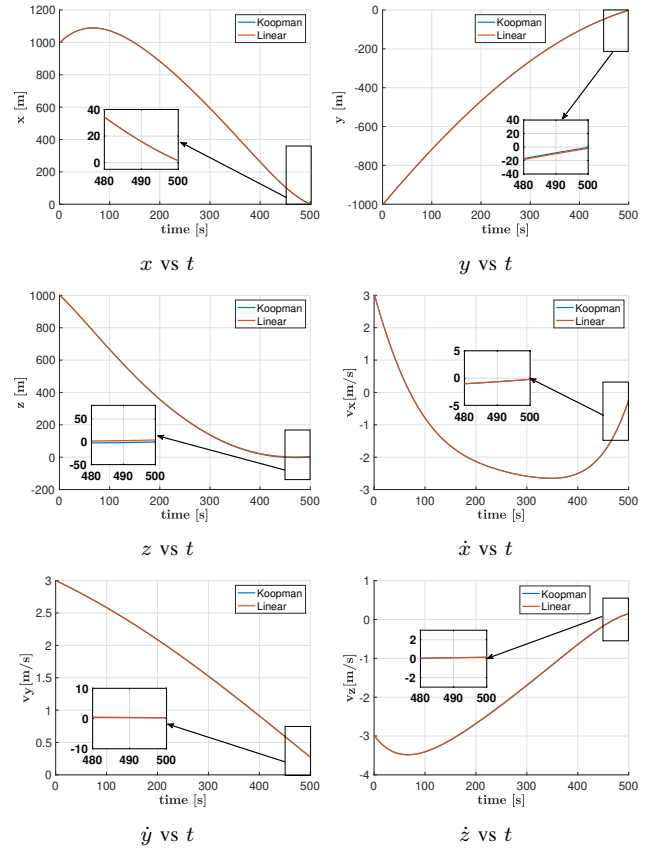 1200
1000
800
600
400
200
0
x [m]
Koopman
Linear
40
20
0
480 490 500
0 100 200 300 400 500
time [s]
x vs t
0
-200
-400
-600
-800
-1000
y [m]
Koopman
Linear
40
20
0
-20
-40
480 490 500
0 100 200 300 400 500
time [s]
y vs t
1000
800
600
400
200
0
200
z [m]
Koopman
Linear
50
0
-50
480 490 500
0 100 200 300 400 500
time [s]
z vs t
3
2
1
0
-1
-2
-3
vx[m/s]
Koopman
Linear
5
0
-5
480 490 500
0 100 200 300 400 500
time [s]
ẋ vs t
3
2.5
2
1.5
1
0.5
0
vy[m/s]
Koopman
Linear
10
0
-10
480 490 500
0 100 200 300 400 500
time [s]
ẏ vs t
1
0
-1
-2
-3
-4
vz[m/s]
Koopman
Linear
2
0
-2
480 490 500
0 100 200 300 400 500
time [s]
ż vs t